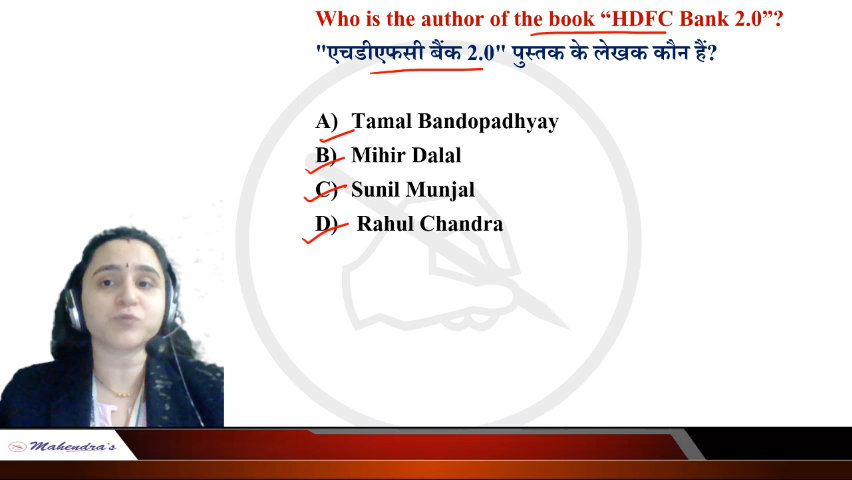 Who is the author of the book “HDFC Bank 2.0”?
"एचडीएफसी बैंक 2.0" पुस्तक के लेखक कौन हैं?
A) Tamal Bandopadhyay
B) Mihir Dalal
C) Sunil Munjal
D) Rahul Chandra
Mahendra's